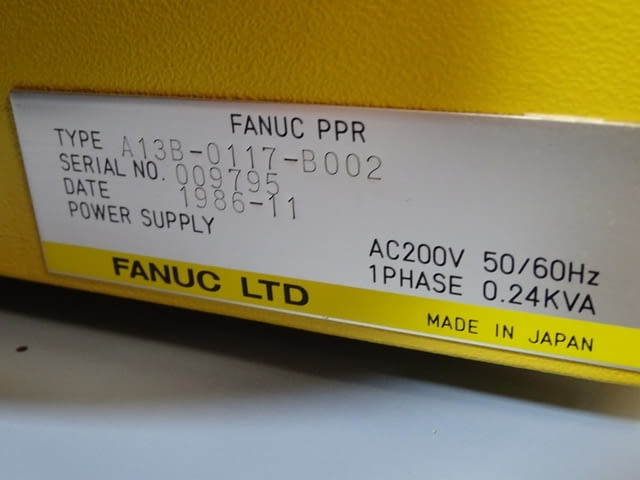 FANUC PPR
TYPE A13B-0117-B002
SERIAL NO. 009795
DATE 1986-11
POWER SUPPLY
AC200V 50/60Hz
1PHASE 0.24KVA
FANUC LTD
MADE IN JAPAN